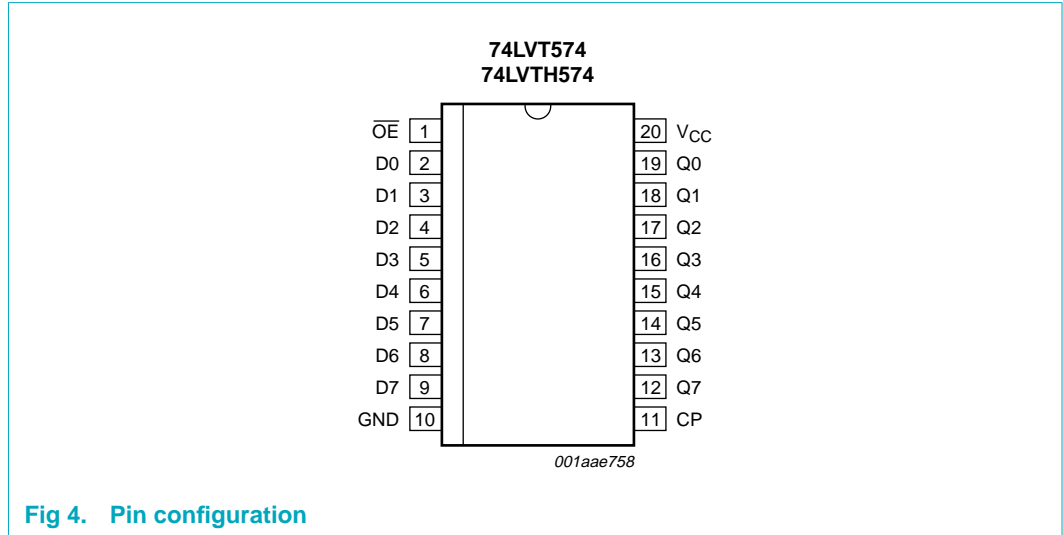 74LVT574
74LVTH574
O̅E̅ 1 20 VCC
D0 2 19 Q0
D1 3 18 Q1
D2 4 17 Q2
D3 5 16 Q3
D4 6 15 Q4
D5 7 14 Q5
D6 8 13 Q6
D7 9 12 Q7
GND 10 11 CP
001aae758
Fig 4. Pin configuration